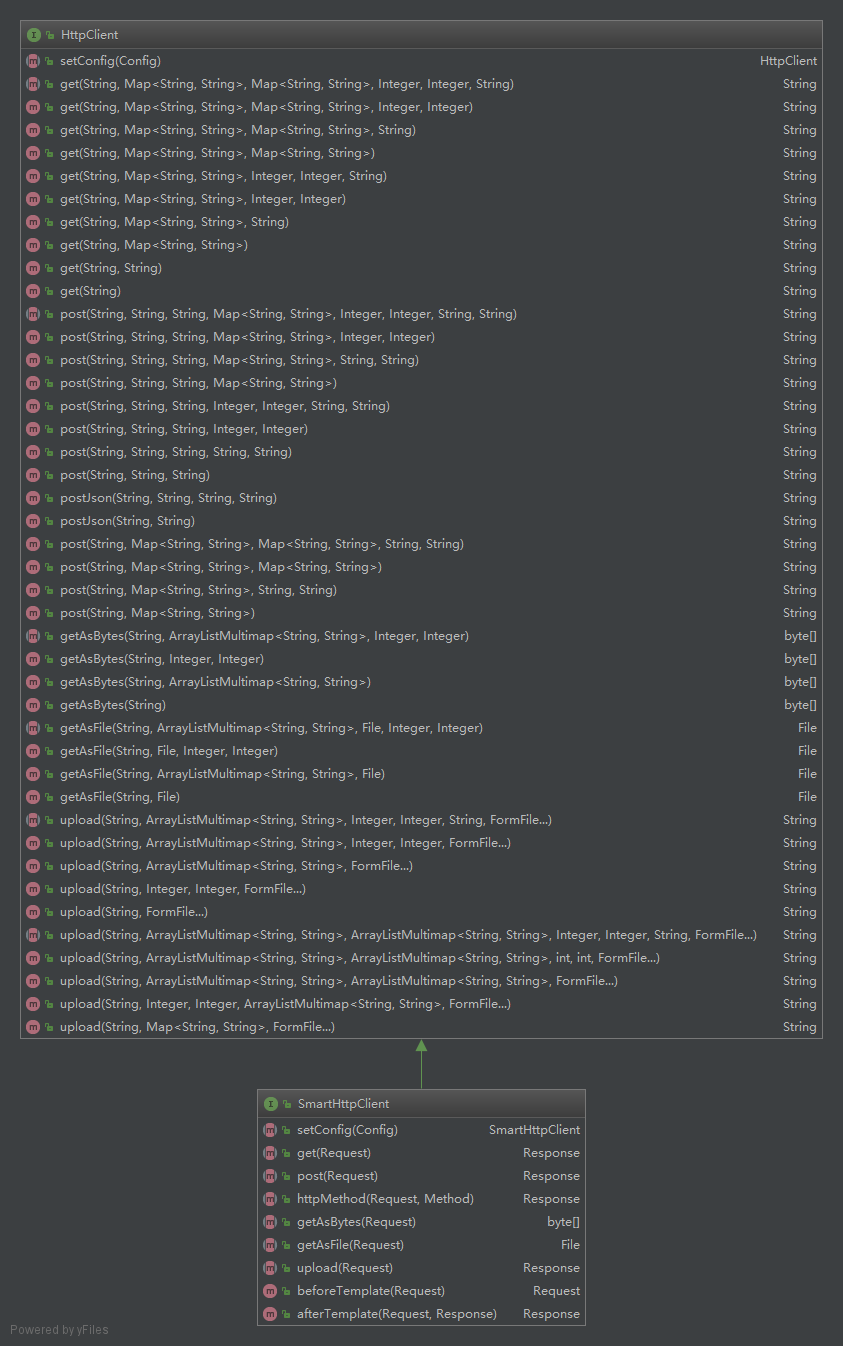 HttpClient
setConfig(Config) HttpClient
get(String, Map<String, String>, Map<String, String>, Integer, Integer, String) String
get(String, Map<String, String>, Map<String, String>, Integer, Integer) String
get(String, Map<String, String>, Map<String, String>, String) String
get(String, Map<String, String>, Map<String, String>) String
get(String, Map<String, String>, Integer, Integer, String) String
get(String, Map<String, String>, Integer, Integer) String
get(String, Map<String, String>, String) String
get(String, Map<String, String>) String
get(String, String) String
get(String) String
post(String, String, String, Map<String, String>, Integer, Integer, String, String) String
post(String, String, String, Map<String, String>, Integer, Integer) String
post(String, String, String, Map<String, String>, String, String) String
post(String, String, String, Map<String, String>) String
post(String, String, String, Integer, Integer, String, String) String
post(String, String, String, Integer, Integer) String
post(String, String, String, String, String) String
post(String, String, String) String
postJson(String, String, String, String) String
postJson(String, String) String
post(String, Map<String, String>, Map<String, String>, String, String) String
post(String, Map<String, String>, Map<String, String>) String
post(String, Map<String, String>, String, String) String
post(String, Map<String, String>) String
getAsBytes(String, ArrayListMultimap<String, String>, Integer, Integer) byte[]
getAsBytes(String, Integer, Integer) byte[]
getAsBytes(String, ArrayListMultimap<String, String>) byte[]
getAsBytes(String) byte[]
getAsFile(String, ArrayListMultimap<String, String>, File, Integer, Integer) File
getAsFile(String, File, Integer, Integer) File
getAsFile(String, ArrayListMultimap<String, String>, File) File
getAsFile(String, File) File
upload(String, ArrayListMultimap<String, String>, Integer, Integer, String, FormFile...) String
upload(String, ArrayListMultimap<String, String>, Integer, Integer, FormFile...) String
upload(String, ArrayListMultimap<String, String>, FormFile...) String
upload(String, Integer, Integer, FormFile...) String
upload(String, FormFile...) String
upload(String, ArrayListMultimap<String, String>, ArrayListMultimap<String, String>, Integer, Integer, String, FormFile...) String
upload(String, ArrayListMultimap<String, String>, ArrayListMultimap<String, String>, int, int, FormFile...) String
upload(String, ArrayListMultimap<String, String>, ArrayListMultimap<String, String>, FormFile...) String
upload(String, Integer, Integer, ArrayListMultimap<String, String>, FormFile...) String
upload(String, Map<String, String>, FormFile...) String
SmartHttpClient
setConfig(Config) SmartHttpClient
get(Request) Response
post(Request) Response
httpMethod(Request, Method) Response
getAsBytes(Request) byte[]
getAsFile(Request) File
upload(Request) Response
beforeTemplate(Request) Request
afterTemplate(Request, Response) Response
Powered by yFiles